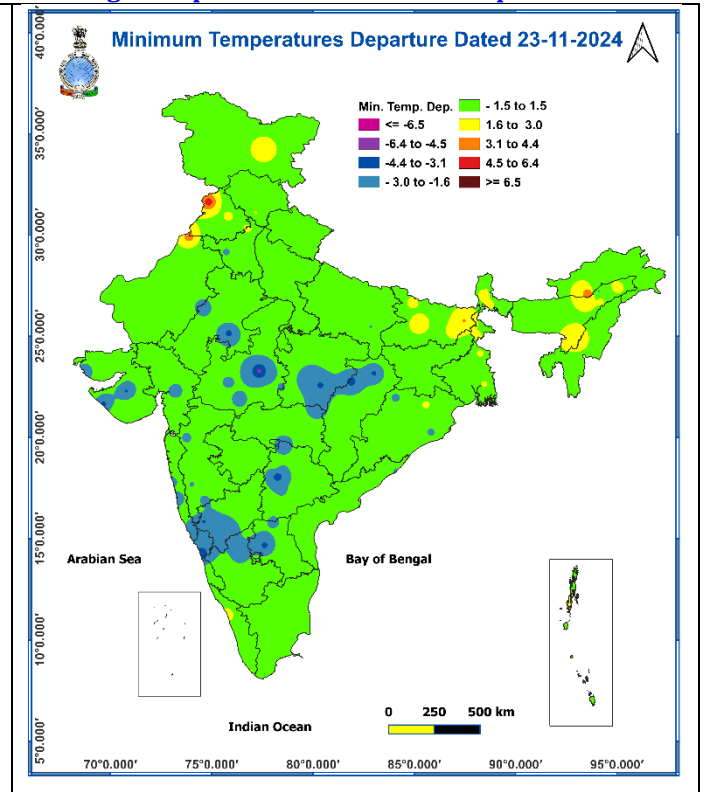 Minimum Temperatures Departure Dated 23-11-2024
Min. Temp. Dep.
<= -6.5
-6.4 to -4.5
-4.4 to -3.1
- 3.0 to -1.6
- 1.5 to 1.5
1.6 to 3.0
3.1 to 4.4
4.5 to 6.4
>= 6.5
40°0.000'
35°0.000'
30°0.000'
25°0.000'
20°0.000'
15°0.000'
10°0.000'
5°0.000'
Arabian Sea
Bay of Bengal
Indian Ocean
0 250 500 km
70°0.000' 75°0.000' 80°0.000' 85°0.000' 90°0.000' 95°0.000'